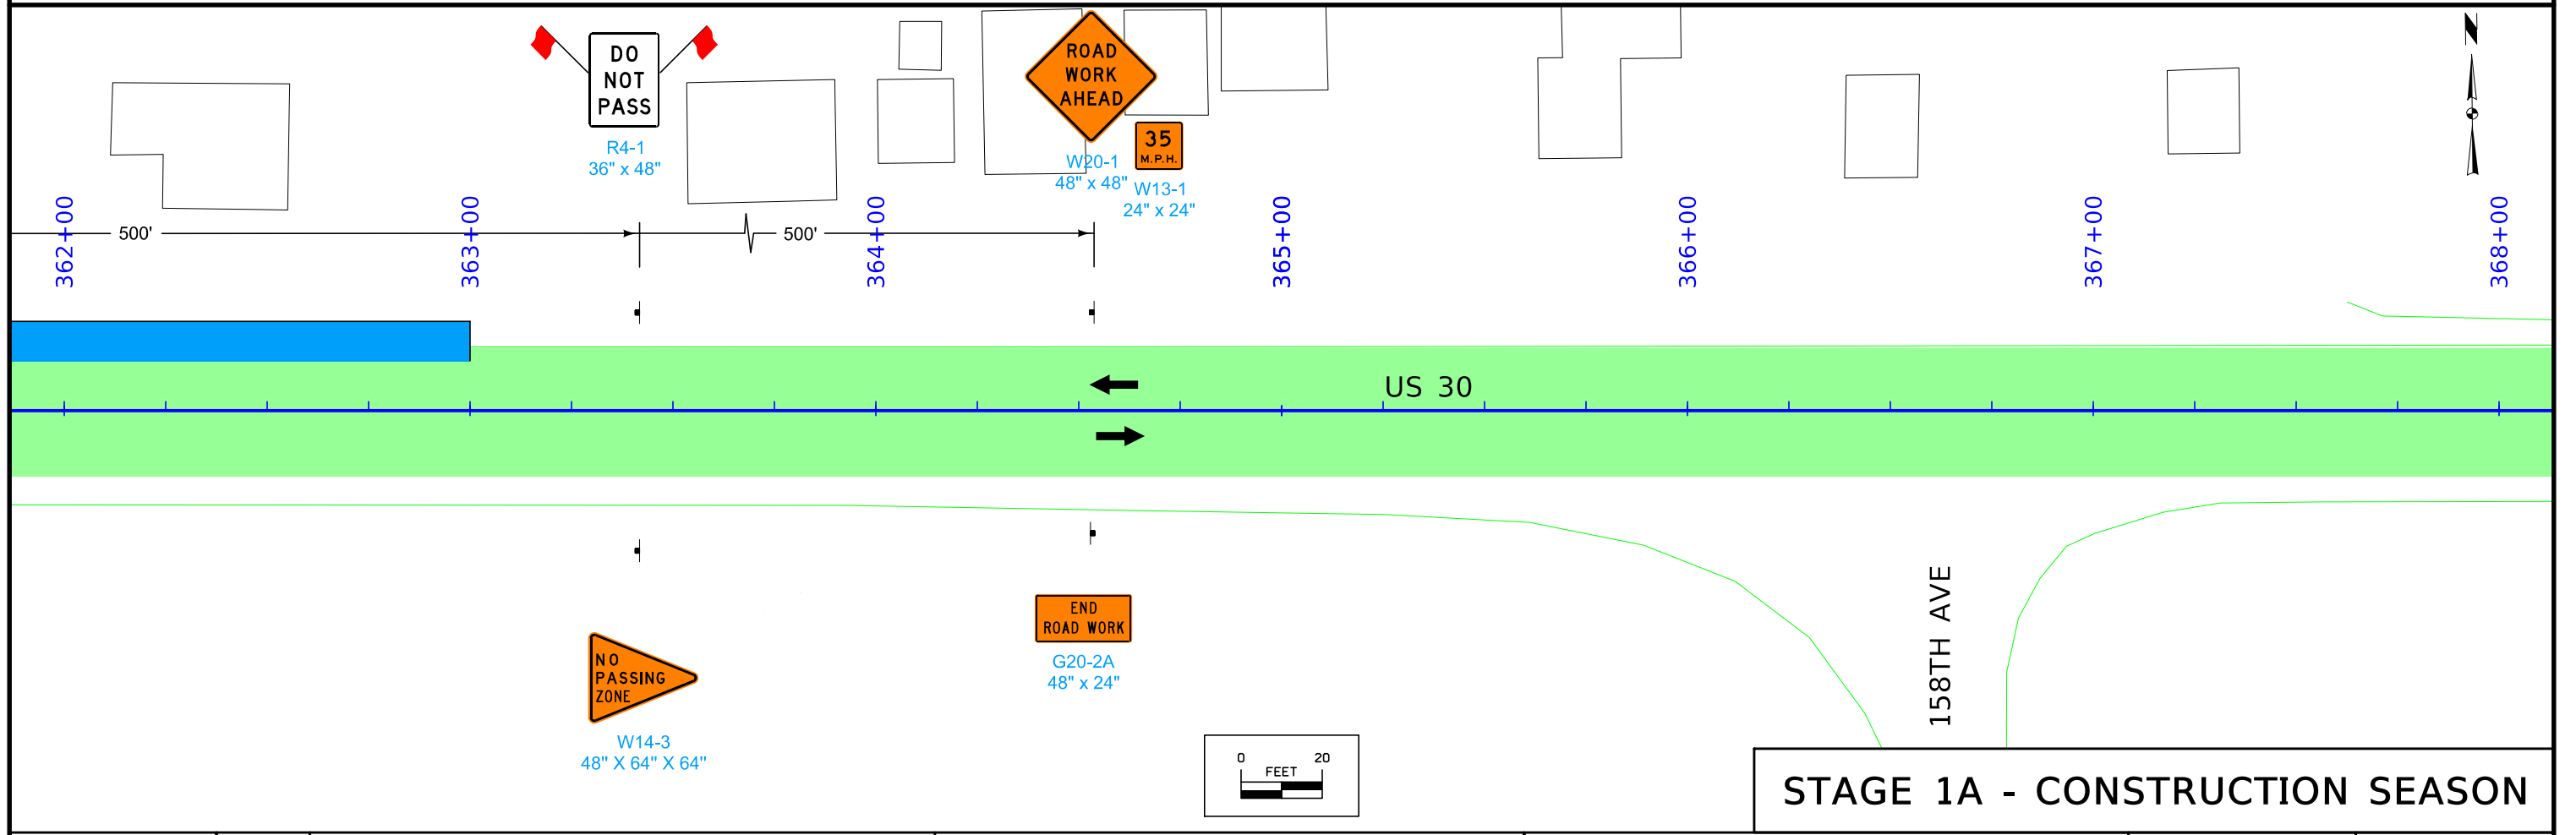 DO
NOT
PASS
R4-1
36" x 48"
ROAD
WORK
AHEAD
W20-1
48" x 48"
35
M.P.H.
W13-1
24" x 24"
N
500'
500'
362+00
363+00
364+00
365+00
366+00
367+00
368+00
US 30
158TH AVE
NO
PASSING
ZONE
W14-3
48" X 64" X 64"
END
ROAD WORK
G20-2A
48" x 24"
0 20
FEET
STAGE 1A - CONSTRUCTION SEASON